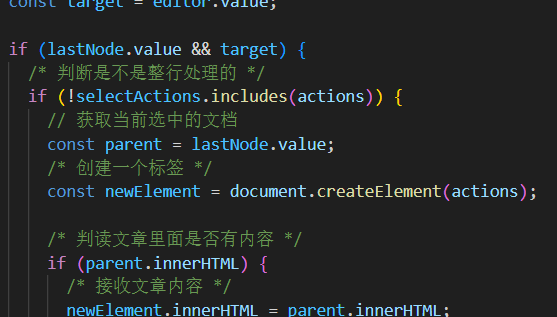 const target = editor.value;
if (lastNode.value && target) {
/* 判断是不是整行处理的 */
if (!selectActions.includes(actions)) {
// 获取当前选中的文档
const parent = lastNode.value;
/* 创建一个标签 */
const newElement = document.createElement(actions);
/* 判读文章里面是否有内容 */
if (parent.innerHTML) {
/* 接收文章内容 */
newElement.innerHTML = parent.innerHTML;